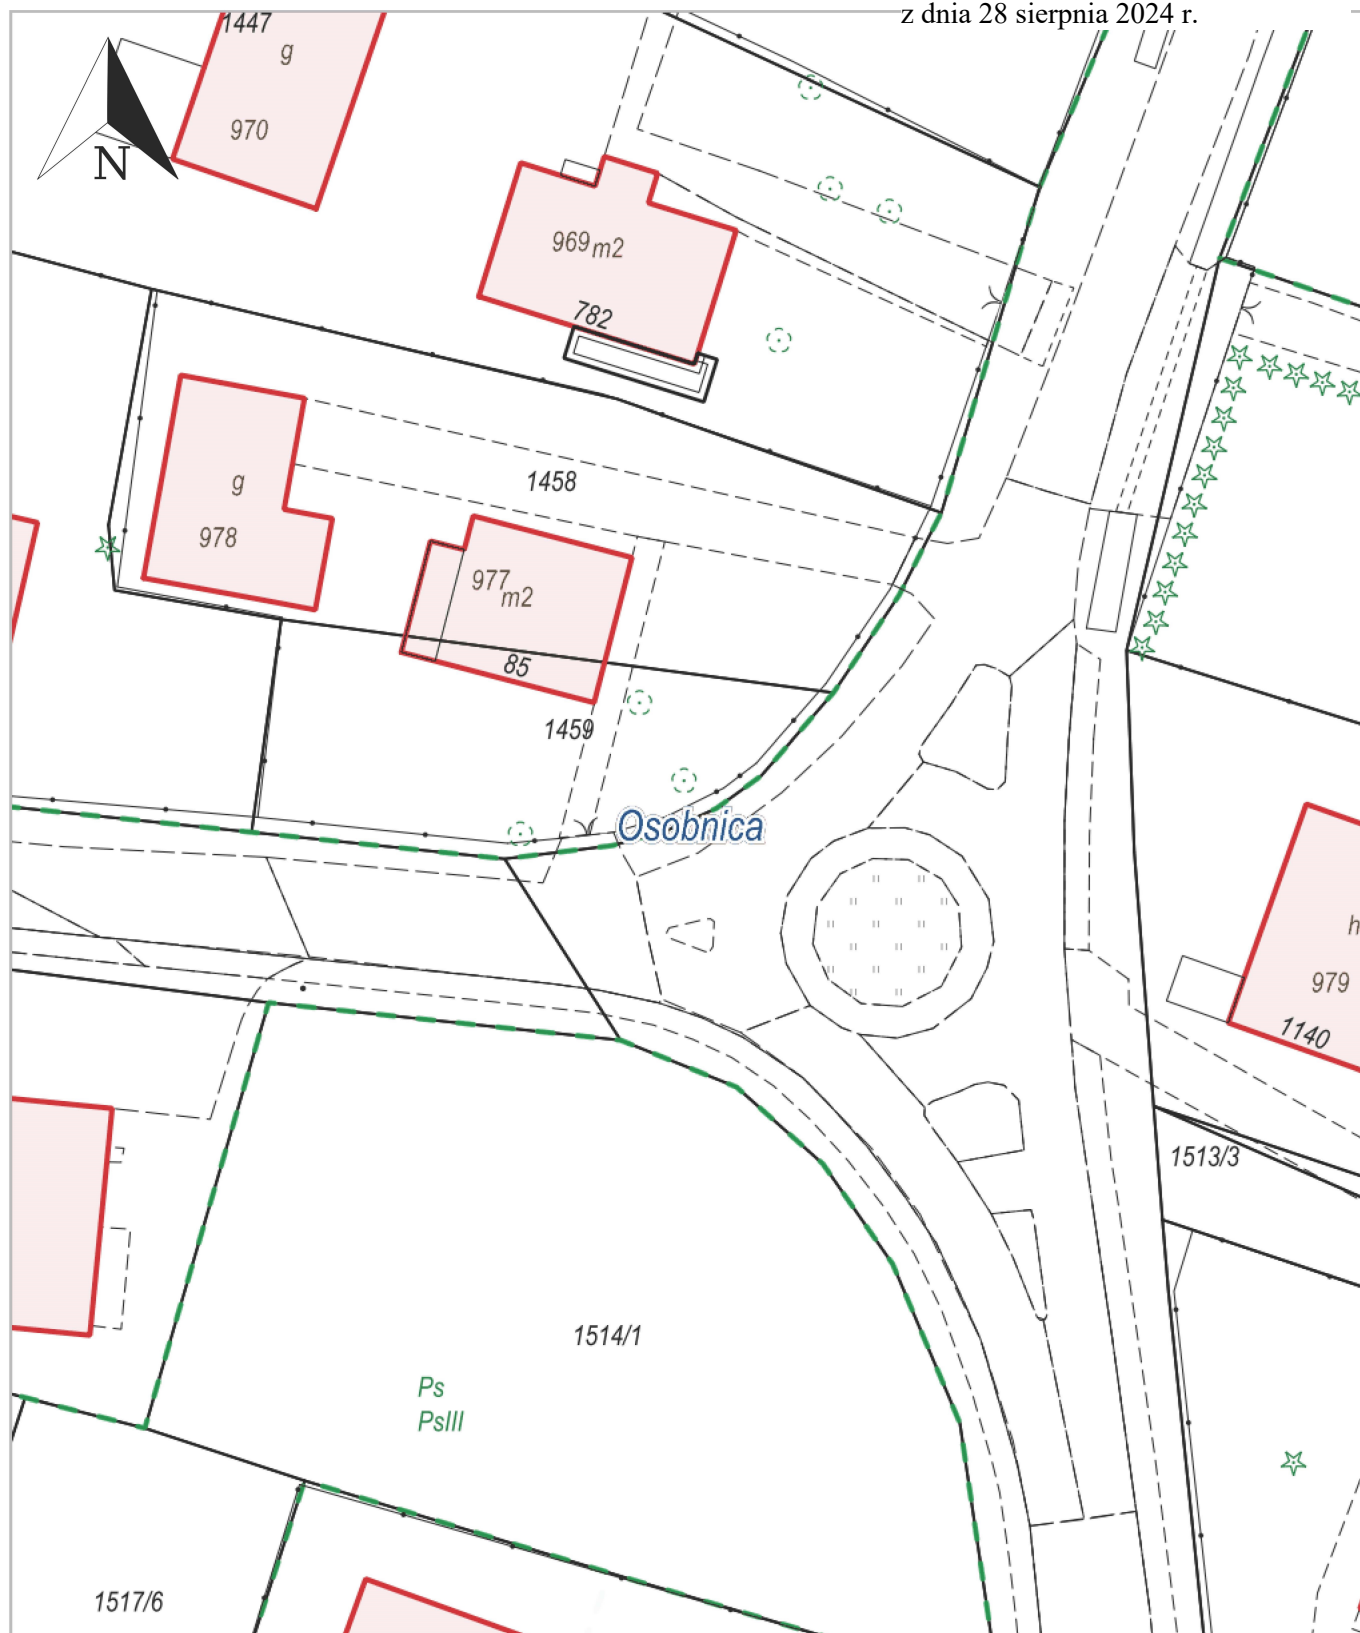 z dnia 28 sierpnia 2024 r.
1447
g
970
N
969 m2
782
1458
g
978
977
m2
85
1459
Osobnica
h
979
1140
1513/3
1514/1
Ps
PsIII
1517/6